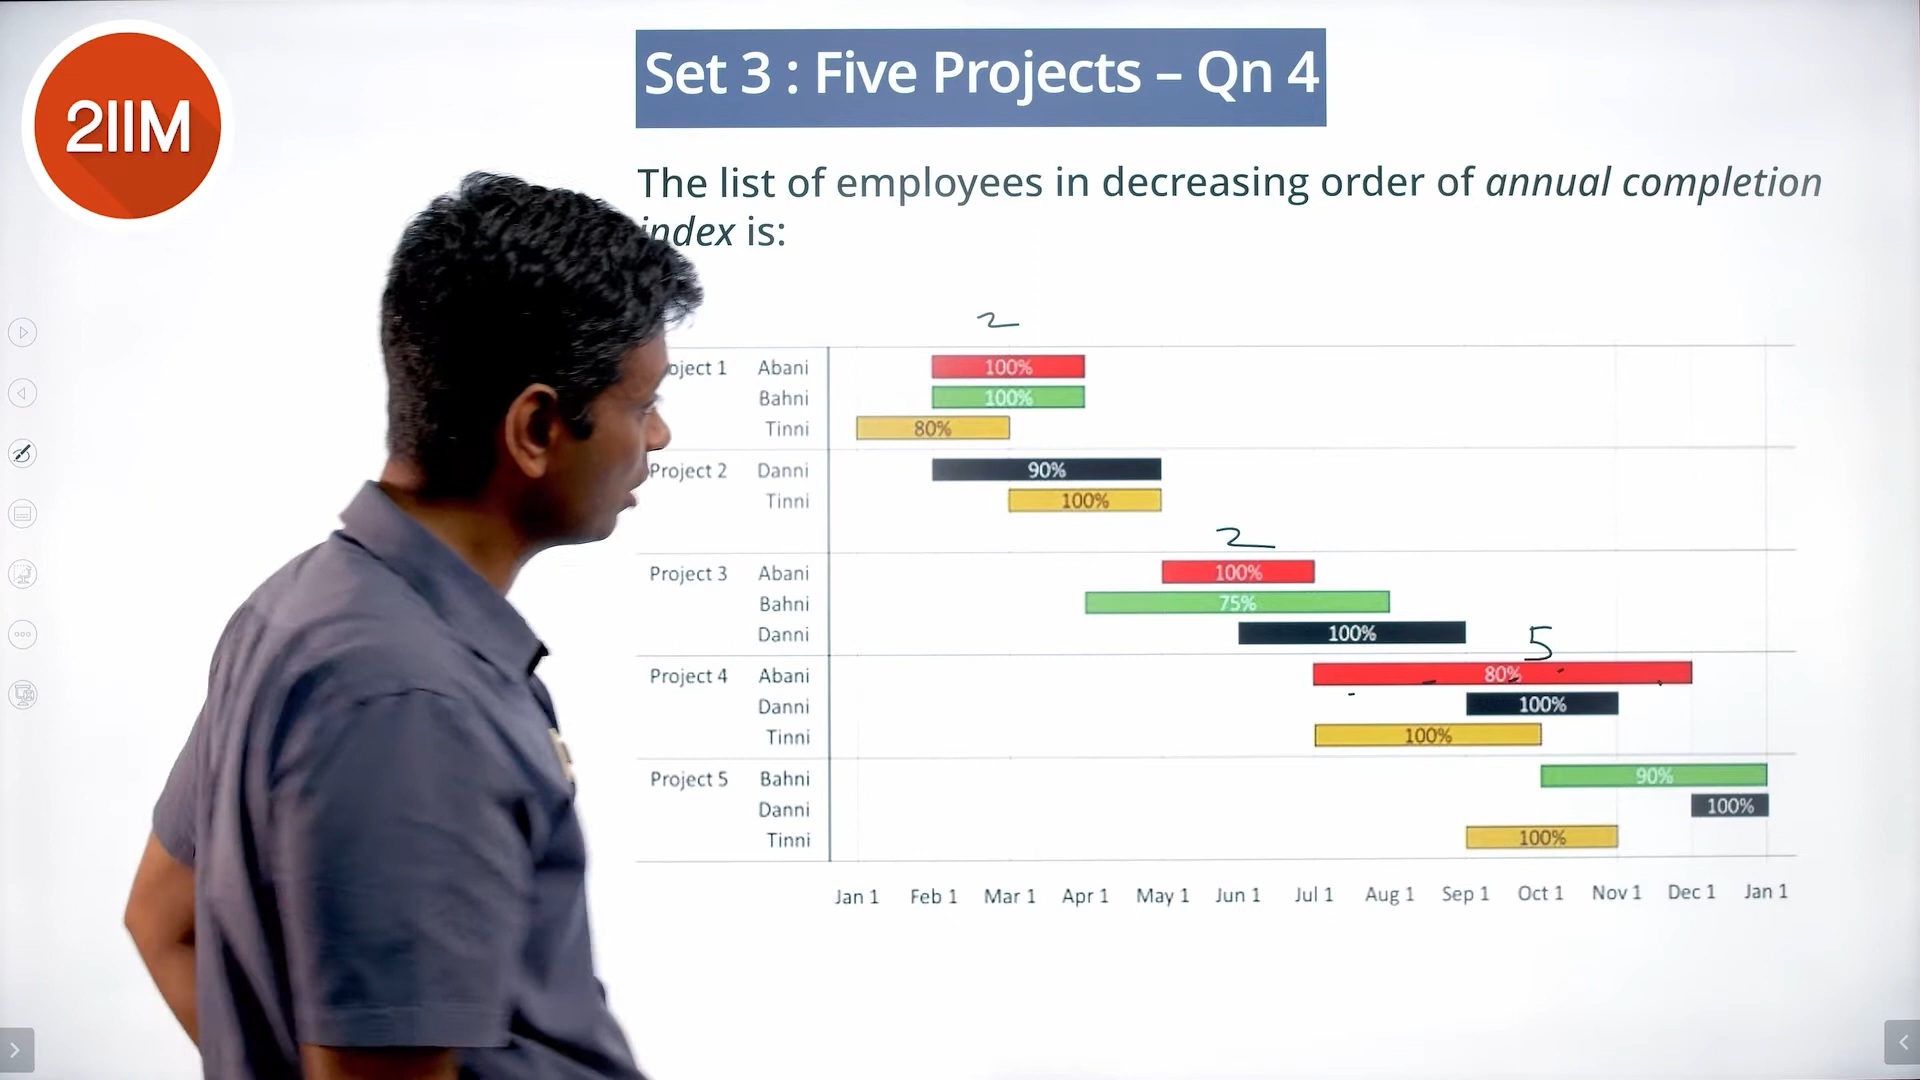 2IIM
Set 3 : Five Projects – Qn 4
The list of employees in decreasing order of annual completion
index is:
2
oject 1 Abani 100%
Bahni 100%
Tinni 80%
Project 2 Danni 90%
Tinni 100%
2
Project 3 Abani 100%
Bahni 75%
Danni 100%
5
Project 4 Abani 80%
Danni 100%
Tinni 100%
Project 5 Bahni 90%
Danni 100%
Tinni 100%
Jan 1 Feb 1 Mar 1 Apr 1 May 1 Jun 1 Jul 1 Aug 1 Sep 1 Oct 1 Nov 1 Dec 1 Jan 1